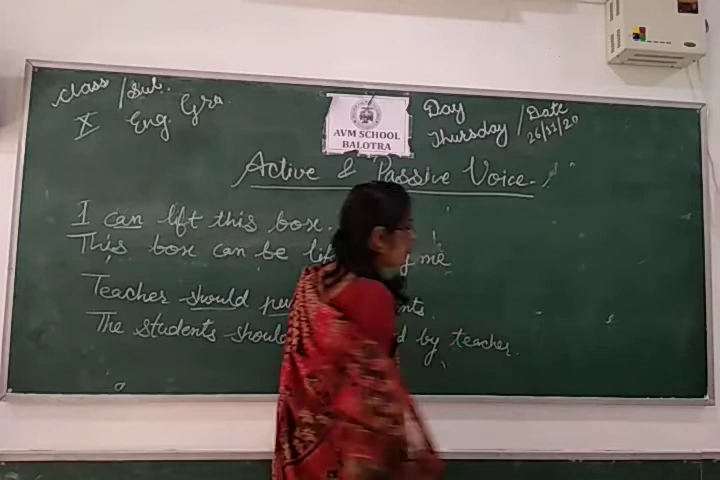 Class / Sub.
X Eng. Gra.
AVM SCHOOL
BALOTRA
Day / Date
Thursday 26/11/20
Active & Passive Voice.
I can lift this box.
This box can be me
Teacher should
The students by teacher.